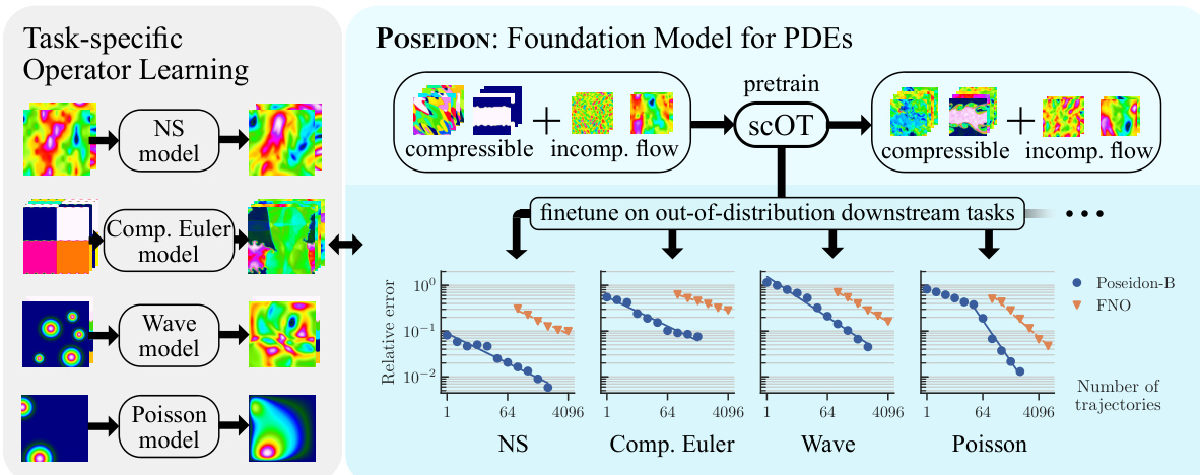 Task-specific
Operator Learning
NS
model
Comp. Euler
model
Wave
model
Poisson
model
POSEIDON: Foundation Model for PDEs
compressible
incomp. flow
pretrain
scOT
compressible
incomp. flow
finetune on out-of-distribution downstream tasks
Relative error
10⁰
10⁻¹
10⁻²
1 64 4096
NS
1 64 4096
Comp. Euler
1 64 4096
Wave
1 64 4096
Poisson
Poseidon-B
FNO
Number of
trajectories